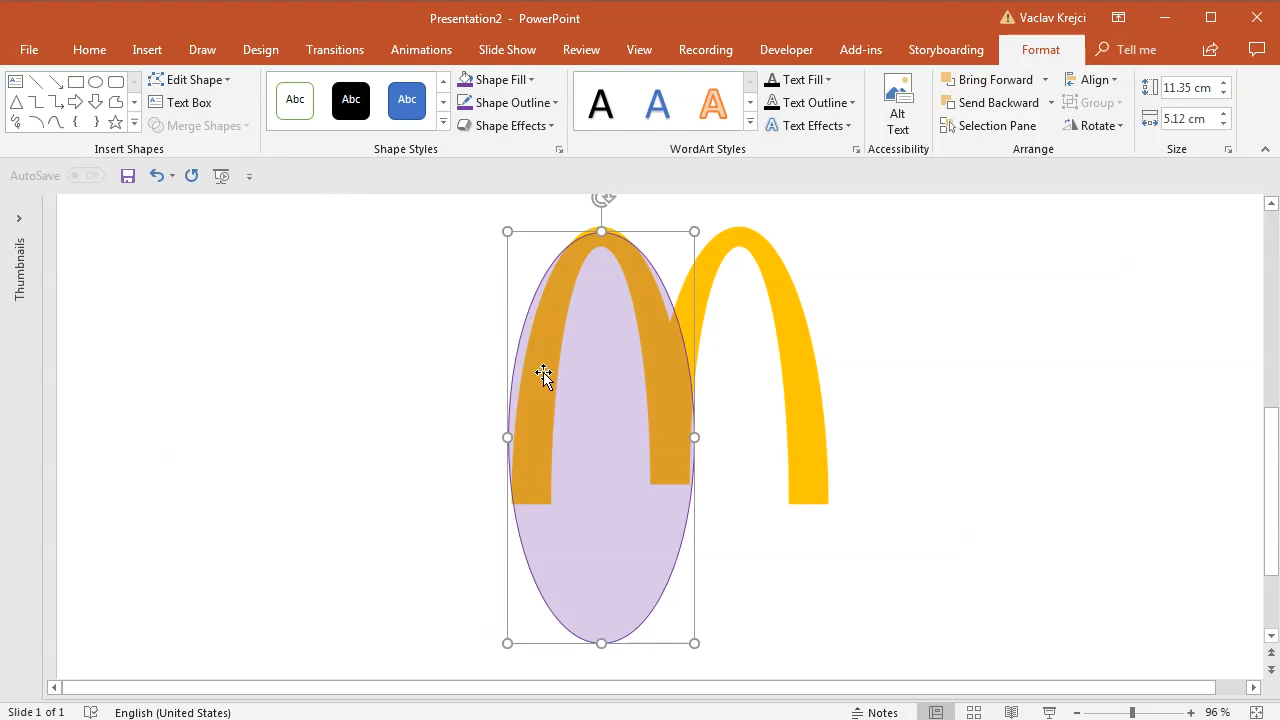 Presentation2 - PowerPoint
Vaclav Krejci
File Home Insert Draw Design Transitions Animations Slide Show Review View Recording Developer Add-ins Storyboarding Format Tell me
Edit Shape
Text Box
Merge Shapes
Insert Shapes
Abc Abc Abc
Shape Fill
Shape Outline
Shape Effects
Shape Styles
A A A
Text Fill
Text Outline
Text Effects
WordArt Styles
Alt
Text
Accessibility
Bring Forward
Send Backward
Selection Pane
Align
Group
Rotate
Arrange
11.35 cm
5.12 cm
Size
AutoSave Off
Thumbnails
Slide 1 of 1 English (United States) Notes 96 %